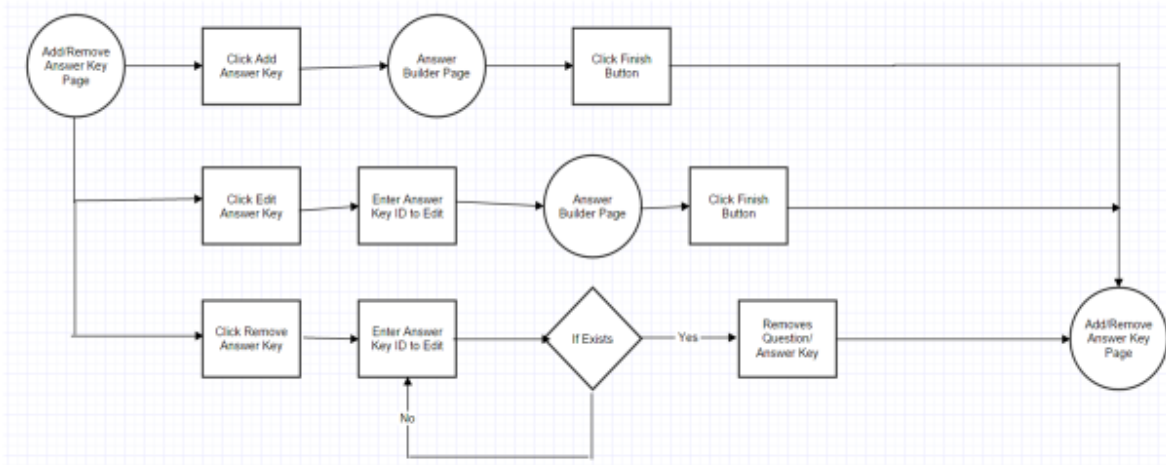 Add/Remove
Answer Key
Page
Click Add
Answer Key
Answer
Builder Page
Click Finish
Button
Click Edit
Answer Key
Enter Answer
Key ID to Edit
Answer
Builder Page
Click Finish
Button
Click Remove
Answer Key
Enter Answer
Key ID to Edit
If Exists
Yes
Removes
Question/
Answer Key
Add/Remove
Answer Key
Page
No